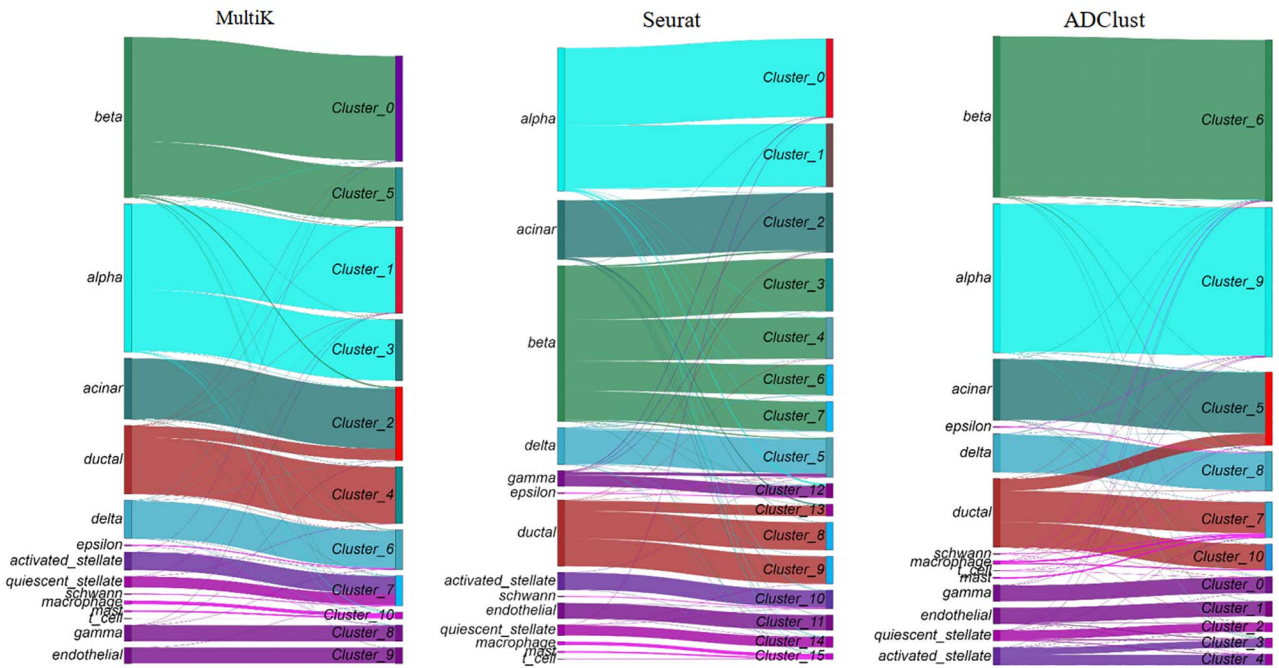 MultiK
beta
alpha
acinar
ductal
delta
epsilon
activated_stellate
quiescent_stellate
schwann
macrophage
mast
t_cell
gamma
endothelial
Cluster_0
Cluster_5
Cluster_1
Cluster_3
Cluster_2
Cluster_4
Cluster_6
Cluster_7
Cluster_10
Cluster_8
Cluster_9
Seurat
alpha
acinar
beta
delta
gamma
epsilon
ductal
activated_stellate
schwann
endothelial
quiescent_stellate
macrophage
mast
t_cell
Cluster_0
Cluster_1
Cluster_2
Cluster_3
Cluster_4
Cluster_6
Cluster_7
Cluster_5
Cluster_12
Cluster_13
Cluster_8
Cluster_9
Cluster_10
Cluster_11
Cluster_14
Cluster_15
ADClust
beta
alpha
acinar
epsilon
delta
ductal
schwann
macrophage
t_cell
mast
gamma
endothelial
quiescent_stellate
activated_stellate
Cluster_6
Cluster_9
Cluster_5
Cluster_8
Cluster_7
Cluster_10
Cluster_0
Cluster_1
Cluster_2
Cluster_3
Cluster_4